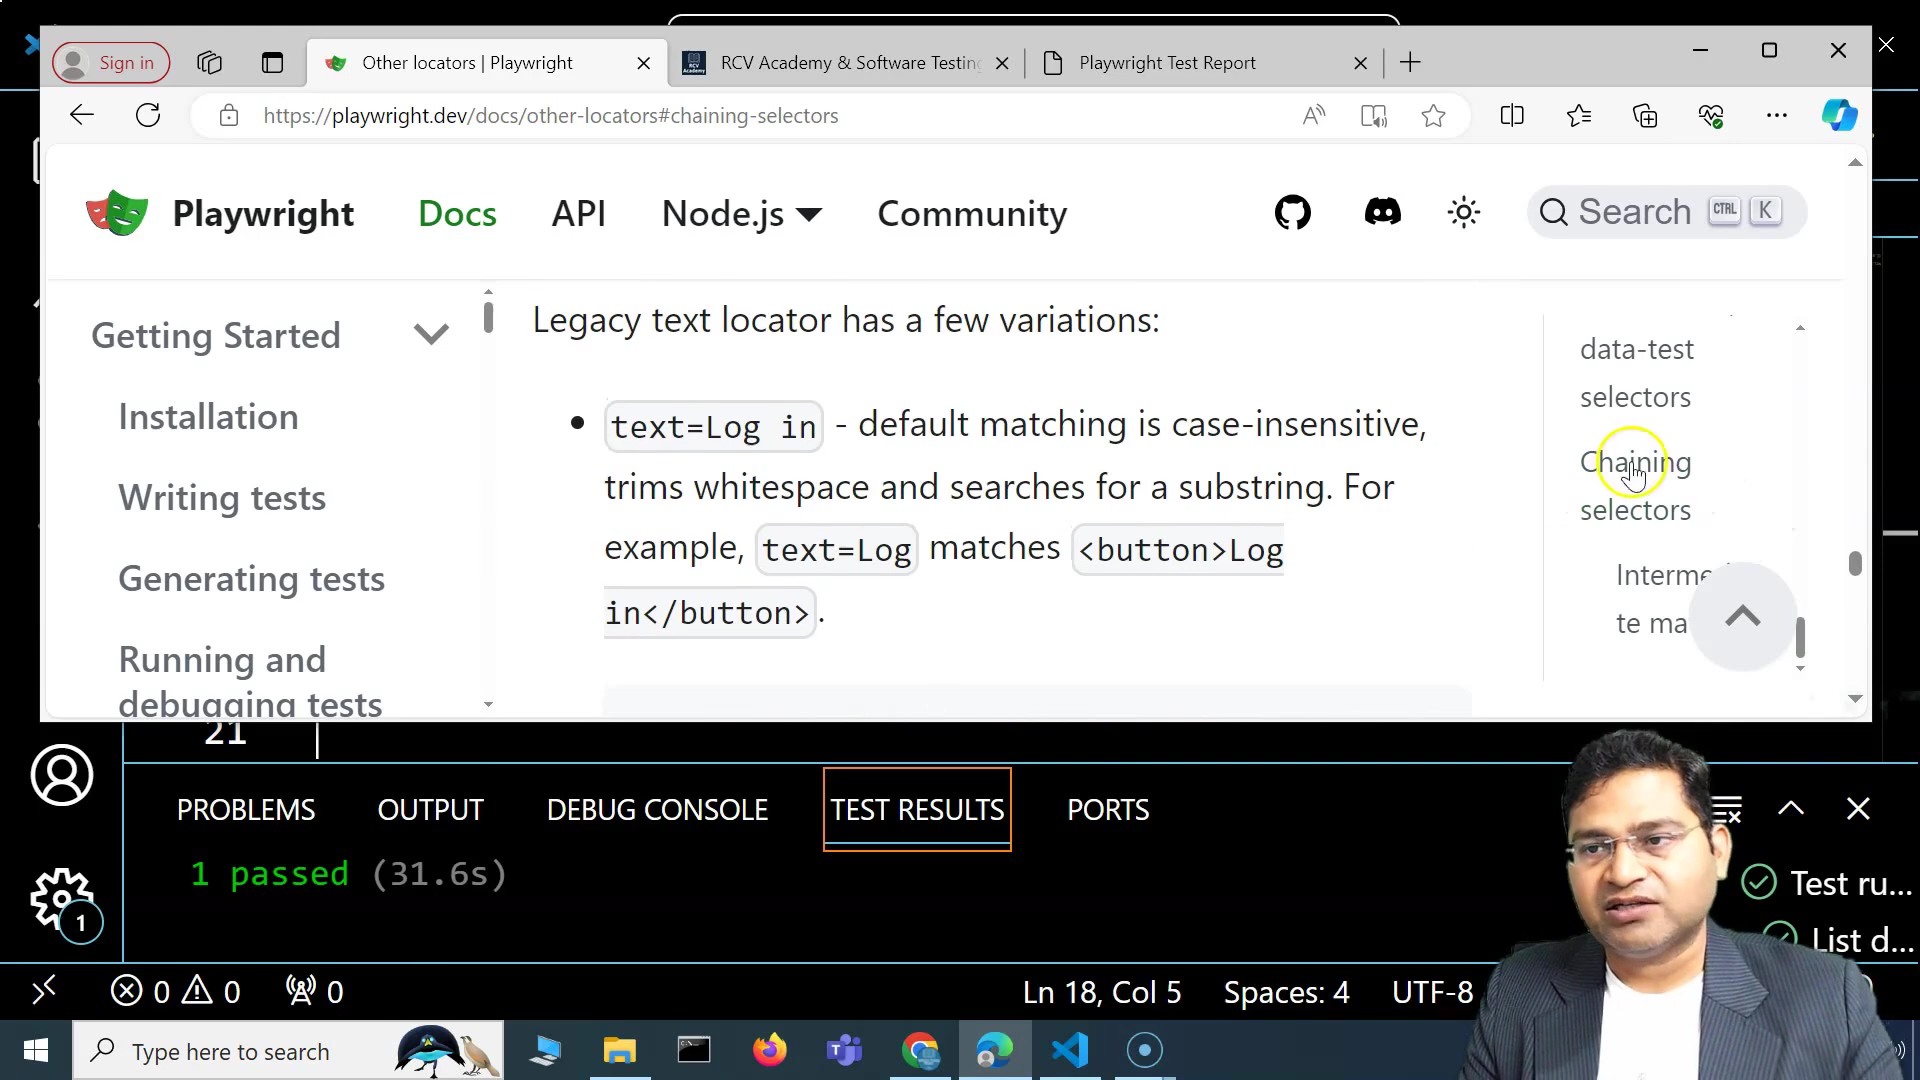 Sign in
Other locators | Playwright
RCV Academy & Software Testing
Playwright Test Report
https://playwright.dev/docs/other-locators#chaining-selectors
Playwright
Docs
API
Node.js
Community
Search CTRL K
Getting Started
Installation
Writing tests
Generating tests
Running and
debugging tests
Legacy text locator has a few variations:
text=Log in - default matching is case-insensitive,
trims whitespace and searches for a substring. For
example, text=Log matches <button>Log
in</button>.
data-test
selectors
Chaining
selectors
Interme
te ma
21
PROBLEMS
OUTPUT
DEBUG CONSOLE
TEST RESULTS
PORTS
1 passed (31.6s)
Test ru...
List d...
1
0 0 0
Ln 18, Col 5
Spaces: 4
UTF-8
Type here to search